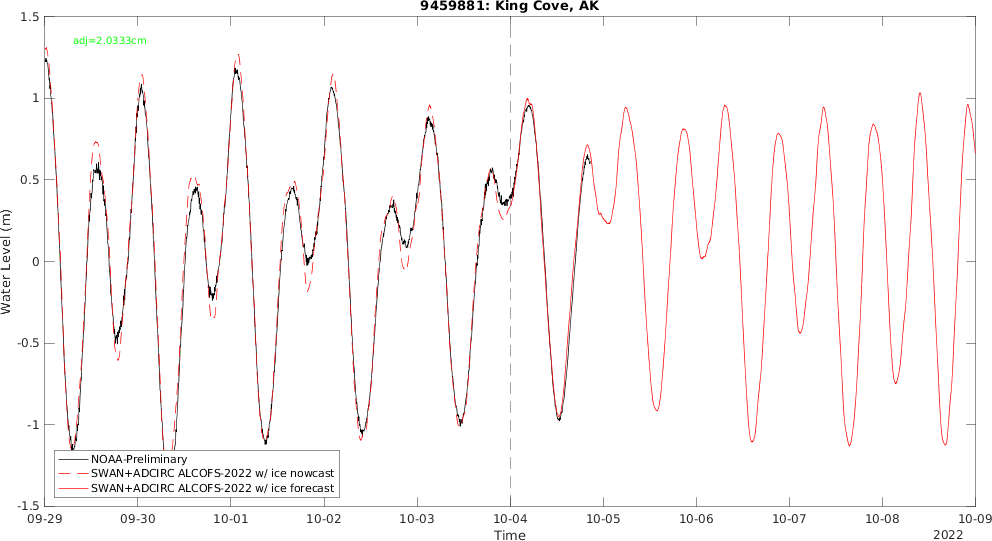 9459881: King Cove, AK
adj=2.0333cm
1.5
1
0.5
0
-0.5
-1
-1.5
Water Level (m)
NOAA-Preliminary
SWAN+ADCIRC ALCOFS-2022 w/ ice nowcast
SWAN+ADCIRC ALCOFS-2022 w/ ice forecast
09-29 09-30 10-01 10-02 10-03 10-04 10-05 10-06 10-07 10-08 10-09
Time
2022